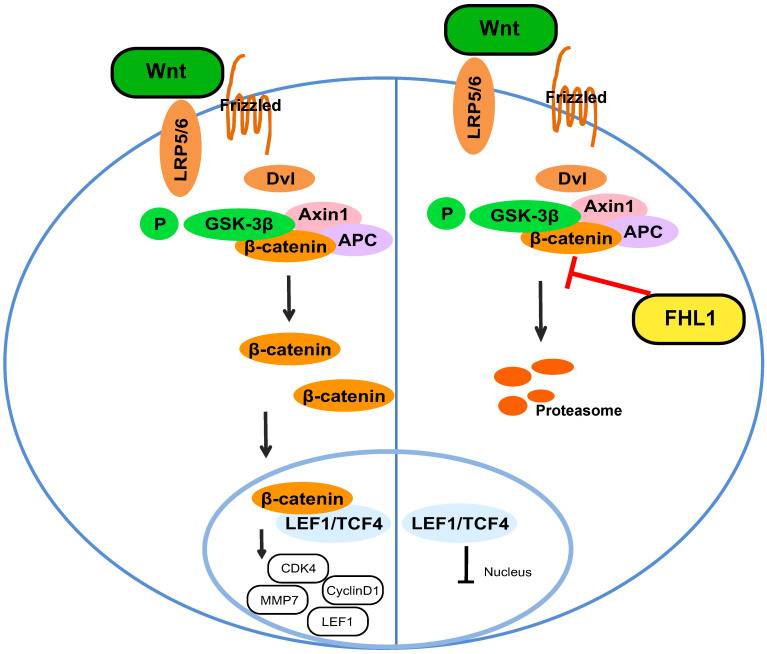 Wnt
Frizzled
LRP5/6
Dvl
P
GSK-3β
Axin1
APC
β-catenin
β-catenin
β-catenin
β-catenin
LEF1/TCF4
CDK4
CyclinD1
MMP7
LEF1
Wnt
Frizzled
LRP5/6
Dvl
P
GSK-3β
Axin1
APC
β-catenin
FHL1
Proteasome
LEF1/TCF4
Nucleus